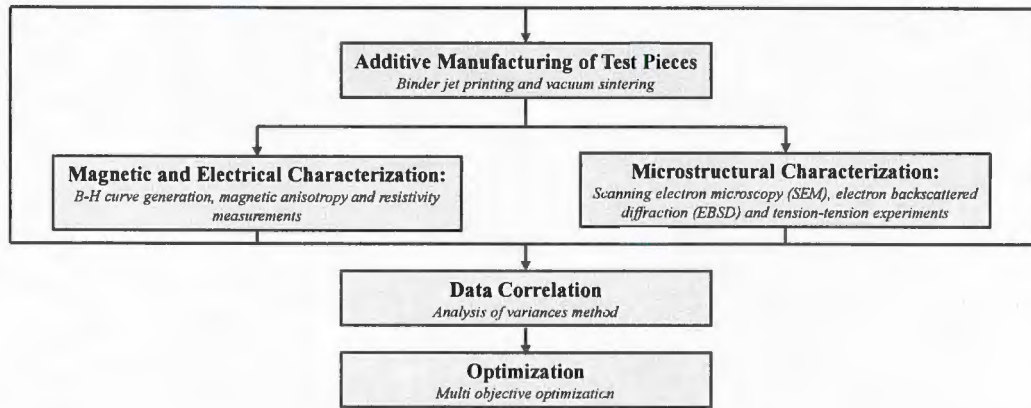 Additive Manufacturing of Test Pieces
Binder jet printing and vacuum sintering
Magnetic and Electrical Characterization:
B-H curve generation, magnetic anisotropy and resistivity
measurements
Microstructural Characterization:
Scanning electron microscopy (SEM), electron backscattered
diffraction (EBSD) and tension-tension experiments
Data Correlation
Analysis of variances method
Optimization
Multi objective optimization